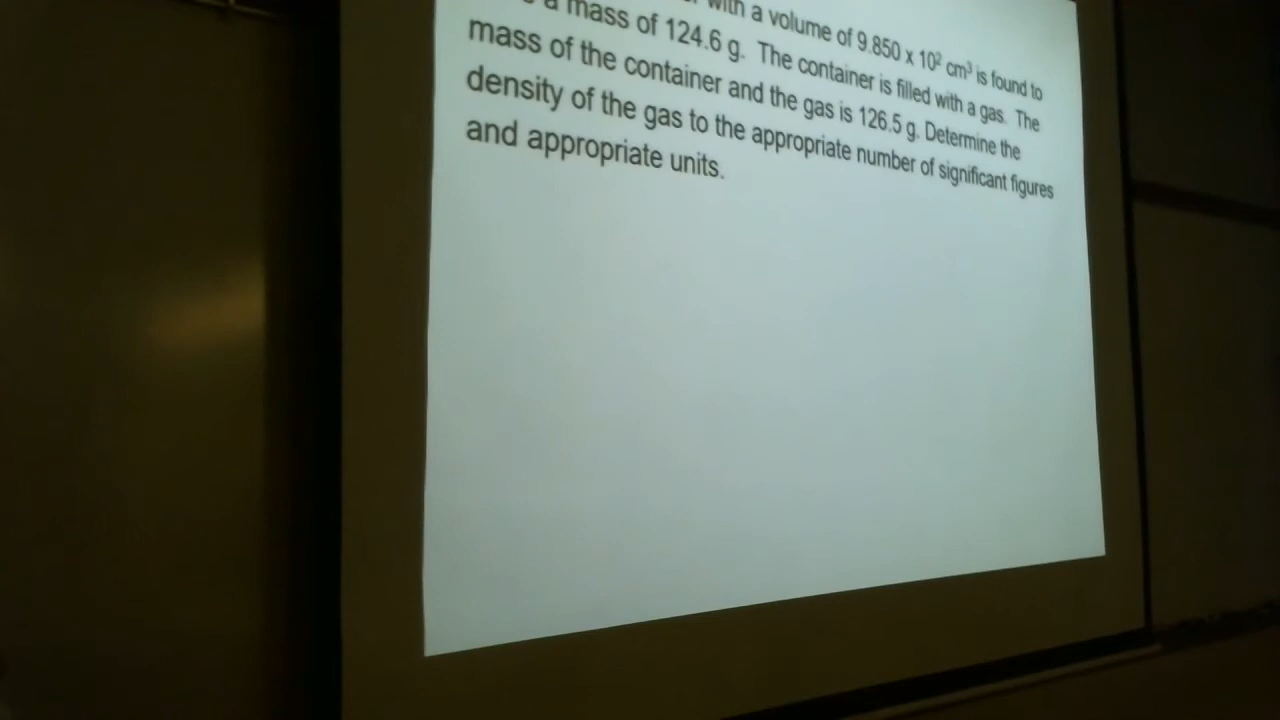 with a volume of 9.850 x 10² cm³ is found to
a mass of 124.6 g. The container is filled with a gas. The
mass of the container and the gas is 126.5 g. Determine the
density of the gas to the appropriate number of significant figures
and appropriate units.